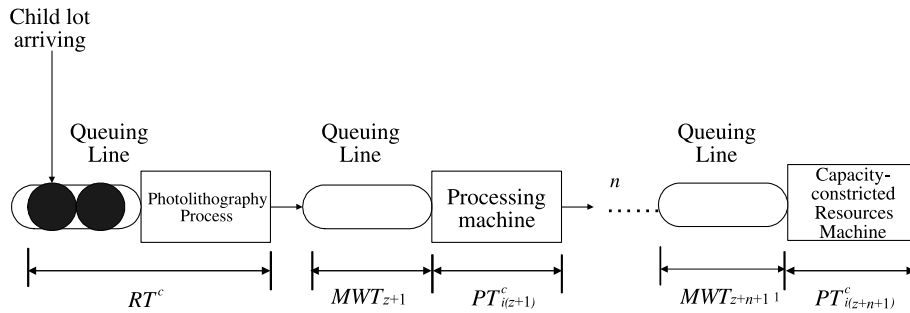 Child lot
arriving
Queuing
Line
Queuing
Line
Queuing
Line
Photolithography
Process
Processing
machine
n
Capacity-
constricted
Resources
Machine
RT^c
MWT_{z+1}
PT^c_{i(z+1)}
MWT_{z+n+1} 1
PT^c_{i(z+n+1)}